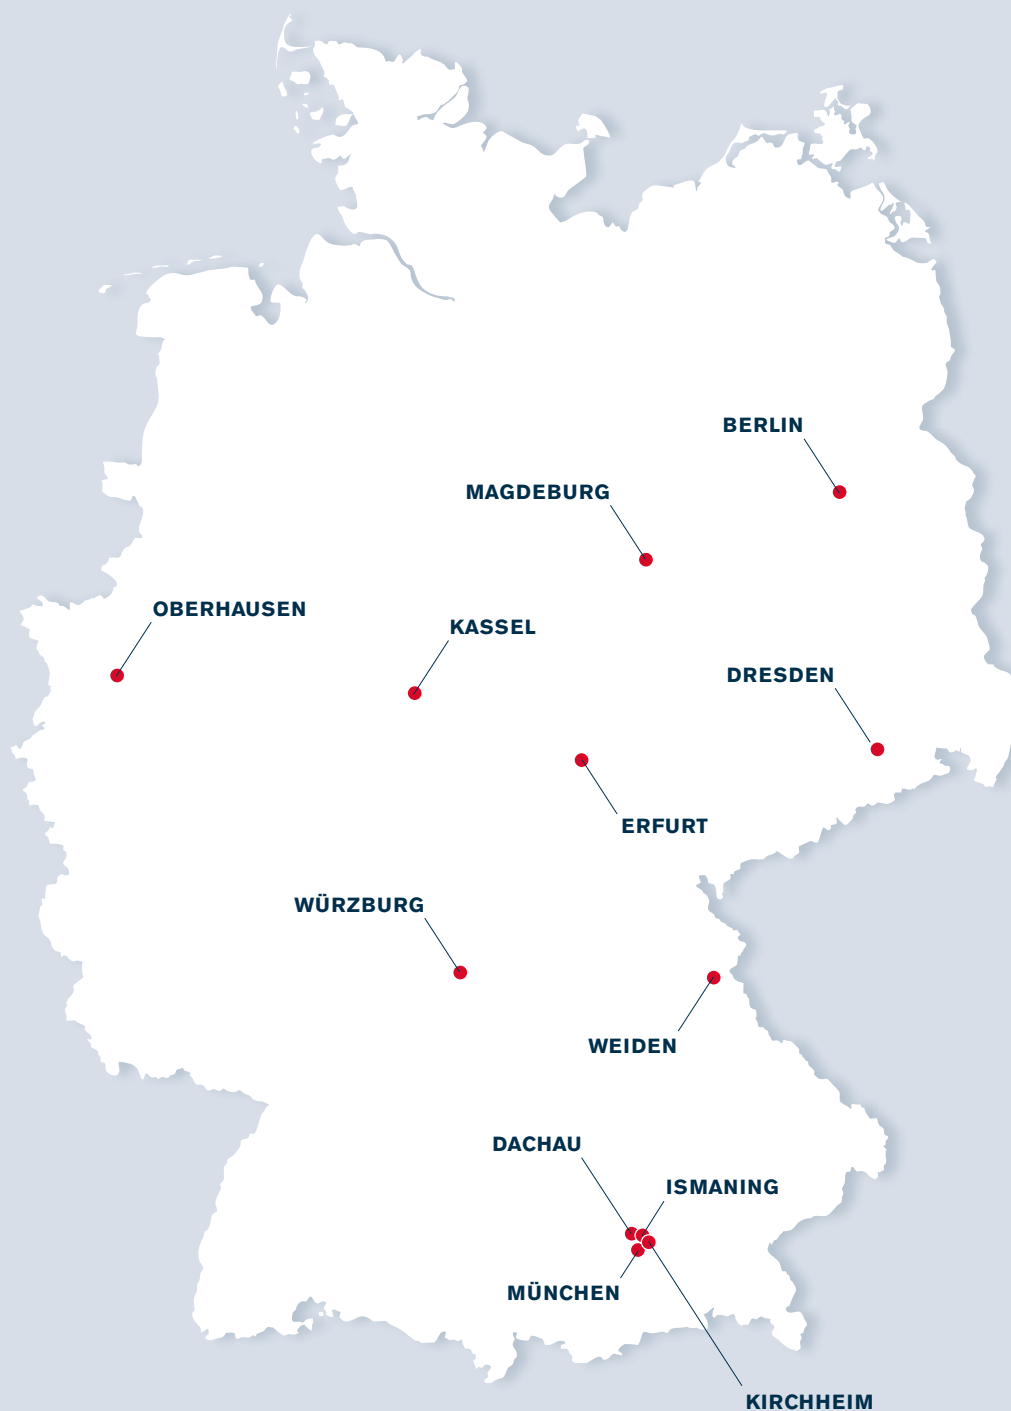 BERLIN
MAGDEBURG
OBERHAUSEN
KASSEL
DRESDEN
ERFURT
WÜRZBURG
WEIDEN
DACHAU
ISMANING
MÜNCHEN
KIRCHHEIM